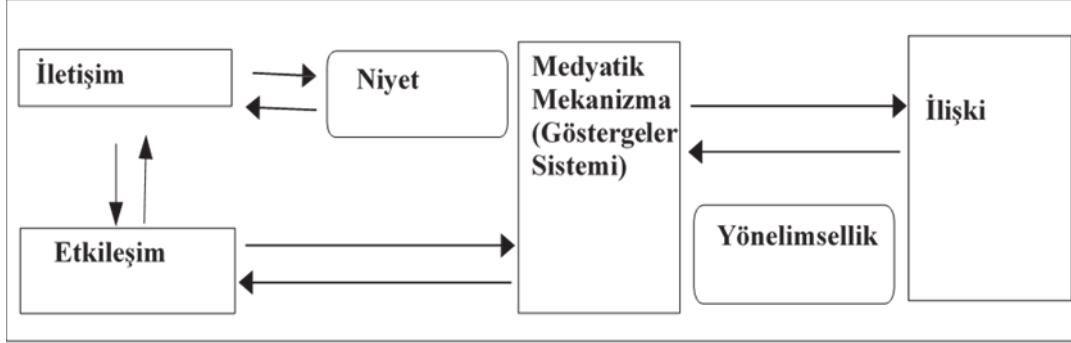 İletişim
Niyet
Medyatik
Mekanizma
(Göstergeler
Sistemi)
İlişki
Etkileşim
Yönelimsellik